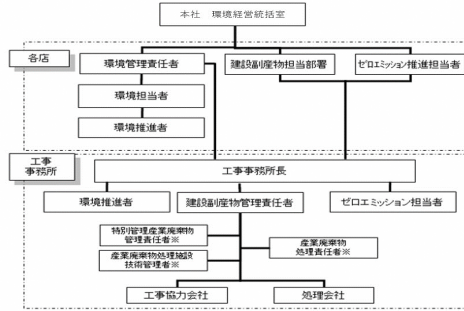 本社 環境経営統括室
各店
環境管理責任者
建設副産物担当部署
ゼロエミッション推進担当者
環境担当者
環境推進者
工事
事務所
工事事務所長
環境推進者
建設副産物管理責任者
ゼロエミッション担当者
特別管理産業廃棄物
管理責任者※
産業廃棄物
処理責任者※
産業廃棄物処理施設
技術管理者※
工事協力会社
処理会社